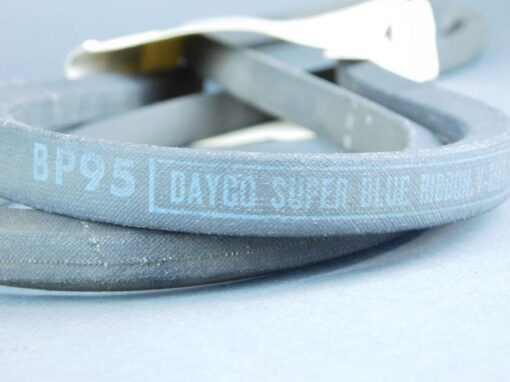 BP95 DAYCO SUPER BLUE RIBBON